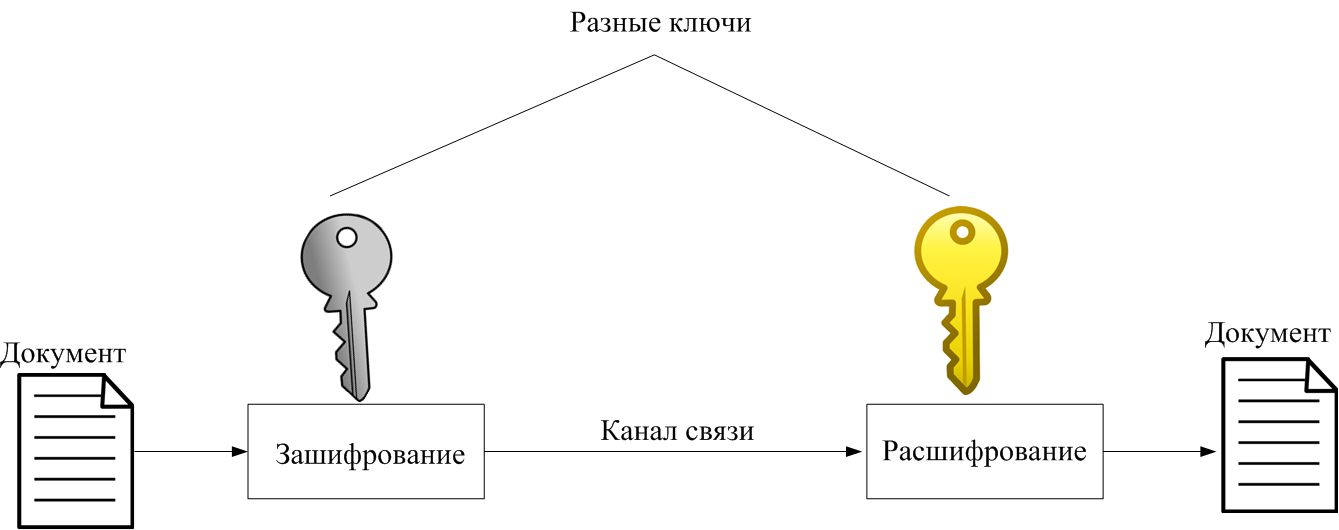 Разные ключи
Документ
Документ
Канал связи
Зашифрование
Расшифрование